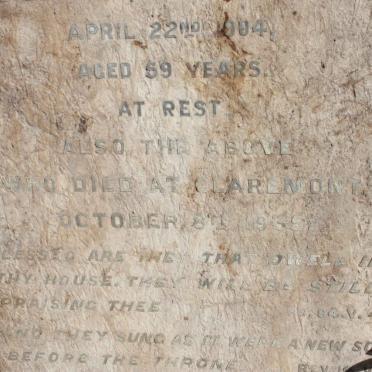 APRIL 22ND 1904,
AGED 59 YEARS.
AT REST.
ALSO THE ABOVE
WHO DIED AT CLAREMONT
OCTOBER
BLESSED ARE THEY THAT DWELL IN
THY HOUSE. THEY WILL BE STILL
PRAISING THEE
AND THEY SUNG AS IT WERE A NEW
BEFORE THE THRONE REV.